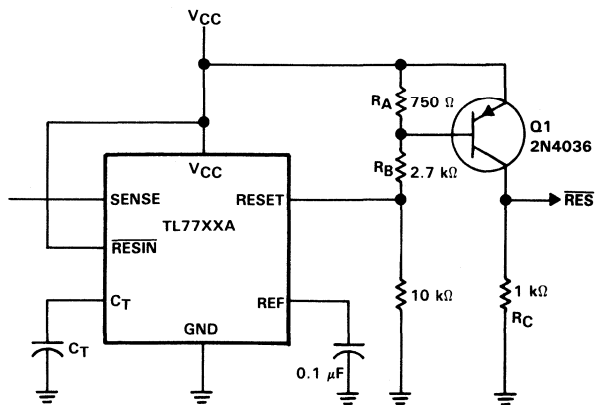 VCC
RA 750 Ω
Q1
2N4036
VCC
RB 2.7 kΩ
SENSE
RESET
RES
TL77XXA
RESIN
CT
REF
10 kΩ
1 kΩ
RC
GND
CT
0.1 μF